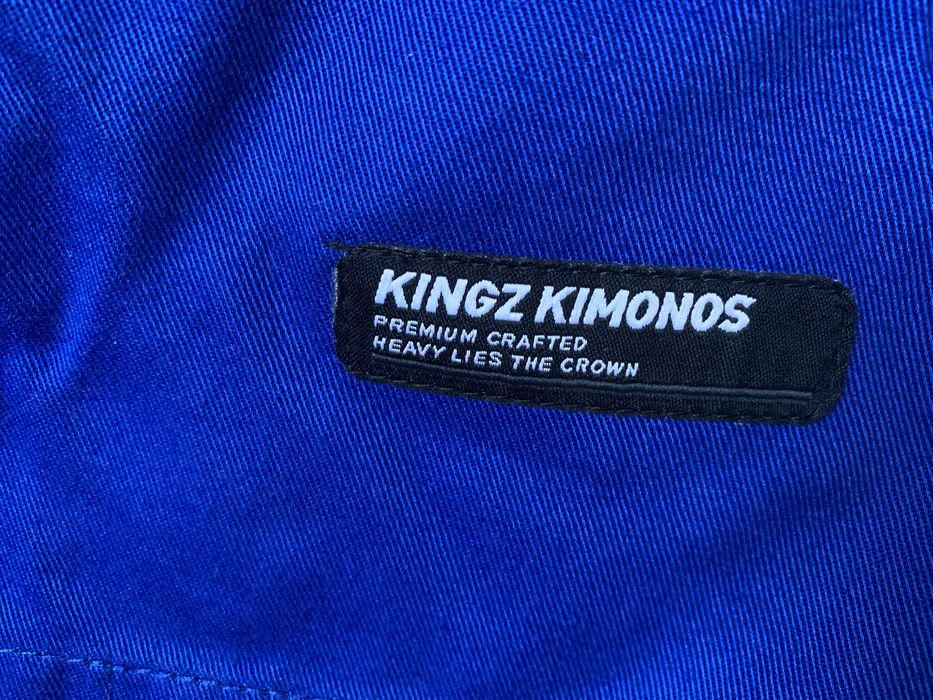 KINGZ KIMONOS
PREMIUM CRAFTED
HEAVY LIES THE CROWN